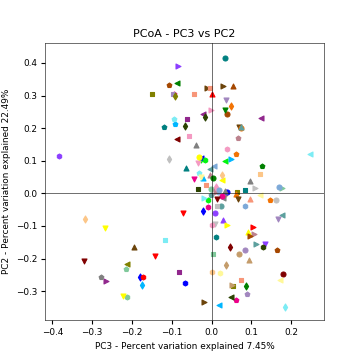 PCoA - PC3 vs PC2
PC2 - Percent variation explained 22.49%
0.4
0.3
0.2
0.1
0.0
−0.1
−0.2
−0.3
−0.4 −0.3 −0.2 −0.1 0.0 0.1 0.2
PC3 - Percent variation explained 7.45%